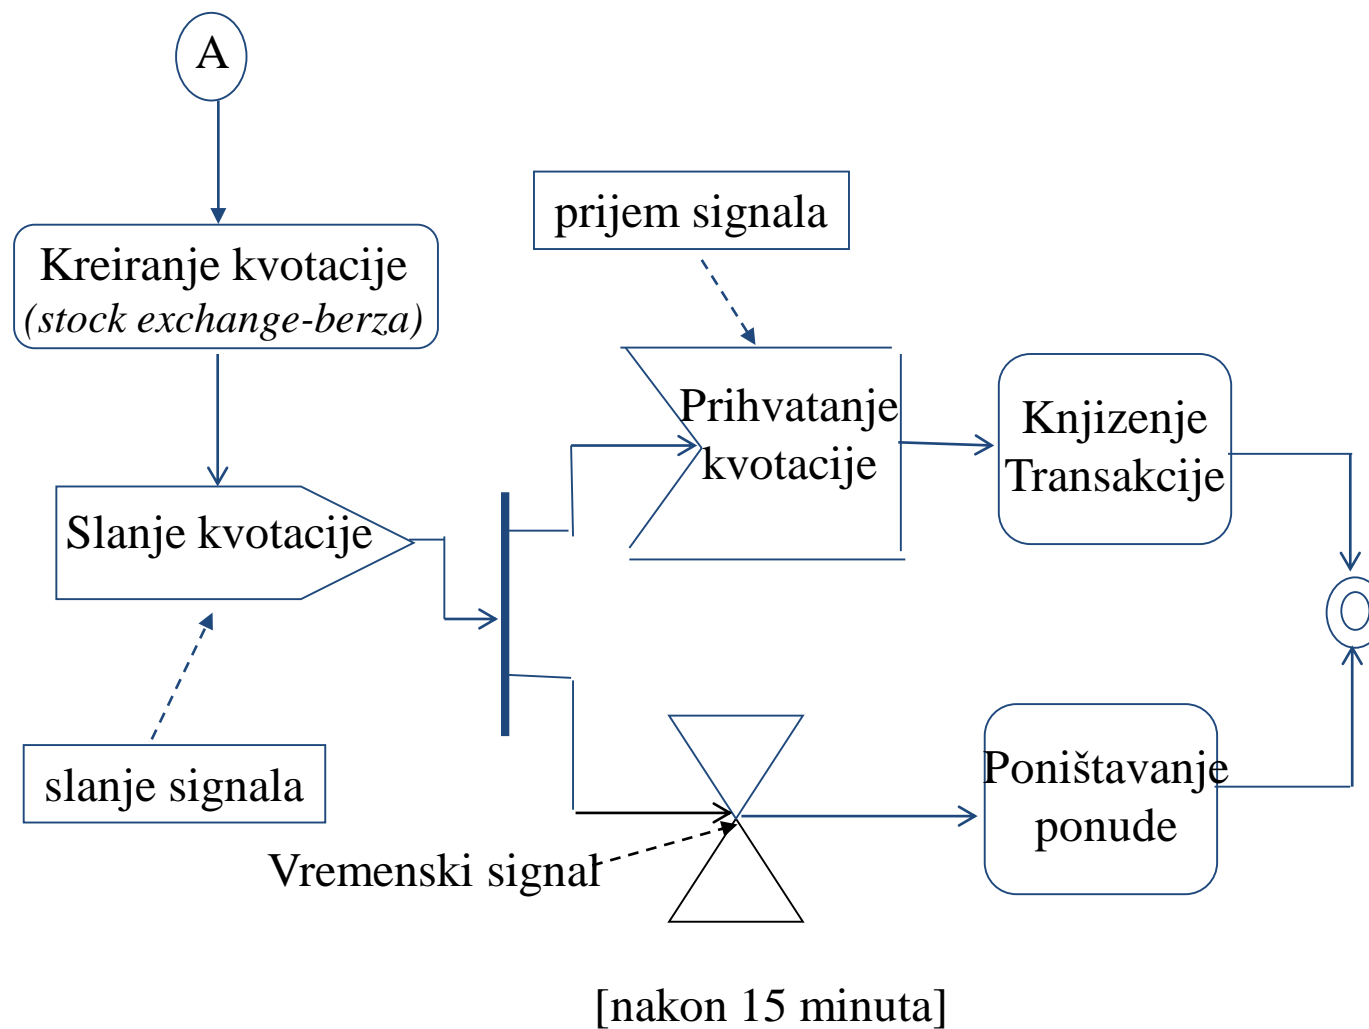 A
prijem signala
Kreiranje kvotacije
(stock exchange-berza)
Prihvatanje
kvotacije
Knjizenje
Transakcije
Slanje kvotacije
slanje signala
Poništavanje
ponude
Vremenski signal
[nakon 15 minuta]